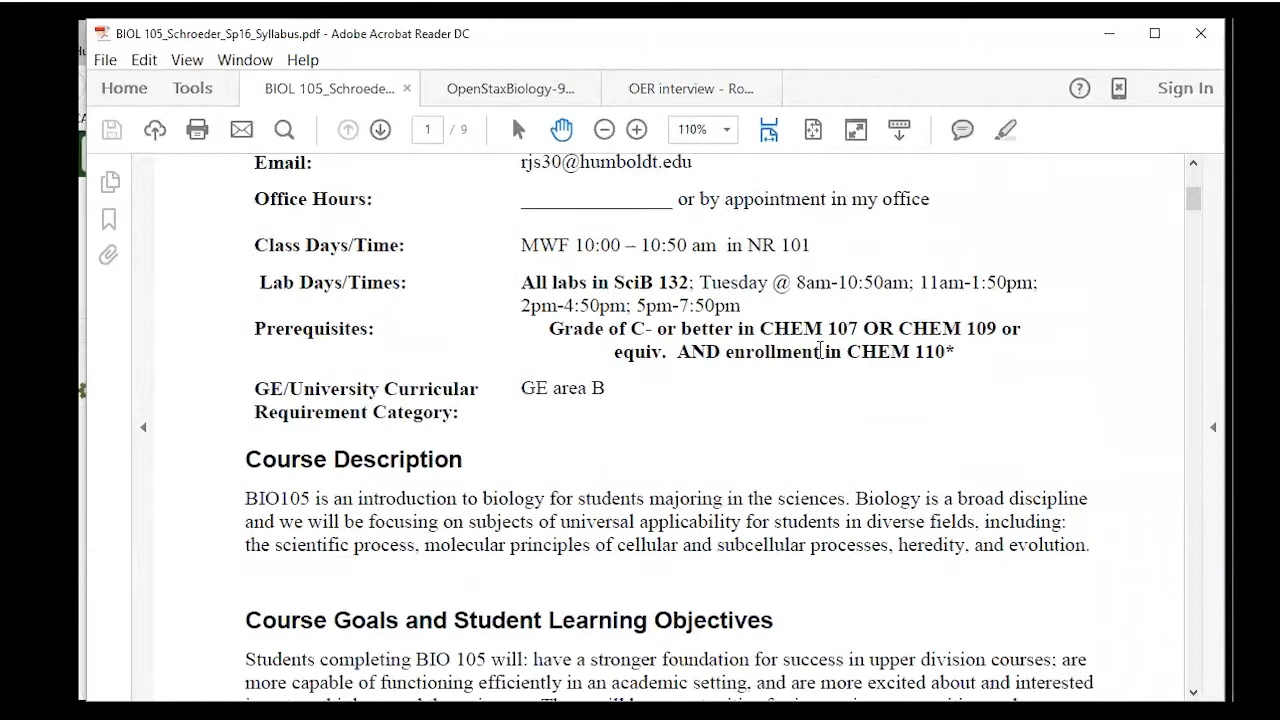 BIOL 105_Schroeder_Sp16_Syllabus.pdf - Adobe Acrobat Reader DC
File Edit View Window Help
Home Tools BIOL 105_Schroede... × OpenStaxBiology-9... OER interview - Ro... Sign In
1 / 9 110%
Email: rjs30@humboldt.edu
Office Hours: ________________ or by appointment in my office
Class Days/Time: MWF 10:00 – 10:50 am in NR 101
Lab Days/Times: All labs in SciB 132; Tuesday @ 8am-10:50am; 11am-1:50pm;
2pm-4:50pm; 5pm-7:50pm
Prerequisites: Grade of C- or better in CHEM 107 OR CHEM 109 or
equiv. AND enrollment in CHEM 110*
GE/University Curricular GE area B
Requirement Category:
Course Description
BIO105 is an introduction to biology for students majoring in the sciences. Biology is a broad discipline
and we will be focusing on subjects of universal applicability for students in diverse fields, including:
the scientific process, molecular principles of cellular and subcellular processes, heredity, and evolution.
Course Goals and Student Learning Objectives
Students completing BIO 105 will: have a stronger foundation for success in upper division courses; are
more capable of functioning efficiently in an academic setting, and are more excited about and interested